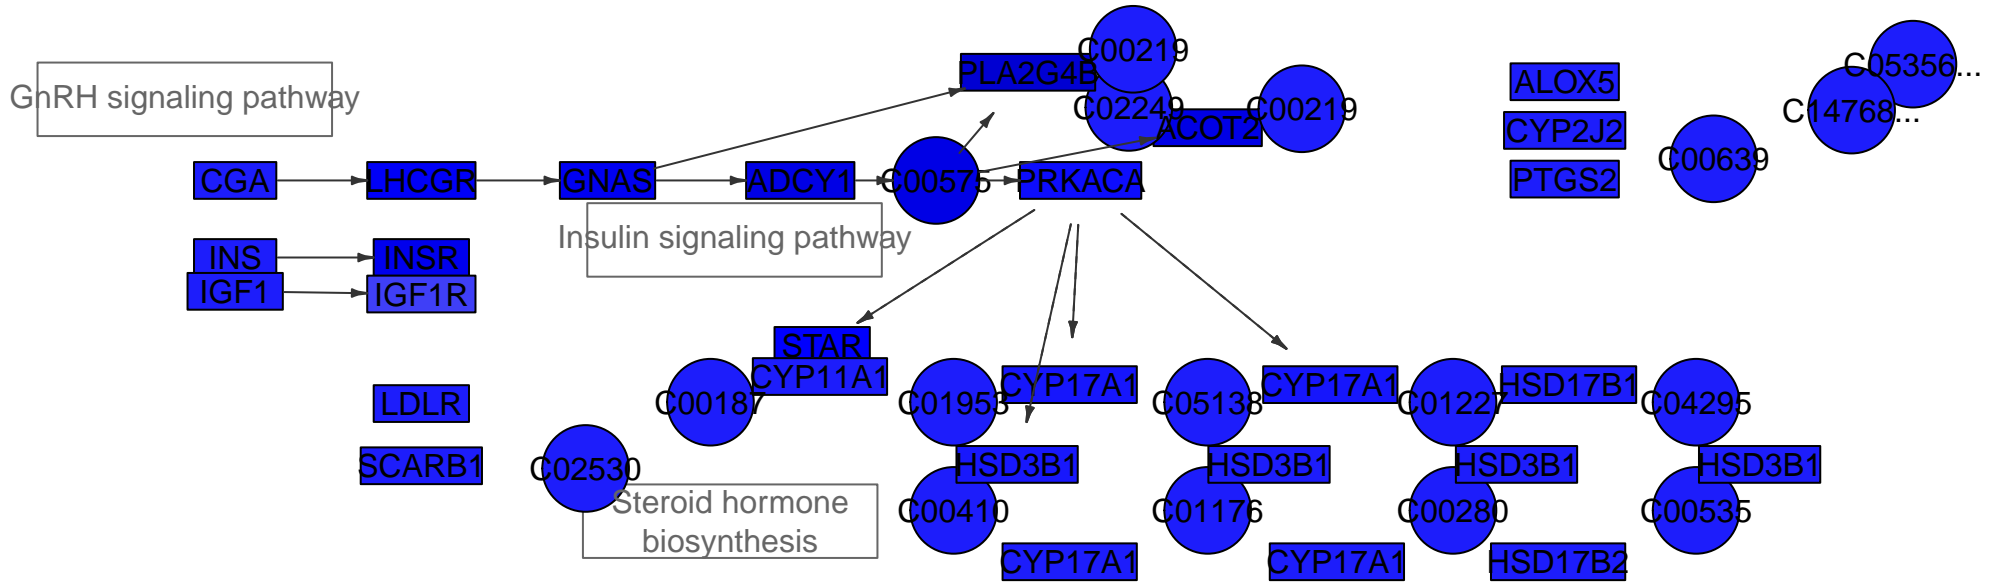 C00219
C05356...
PLA2G4B
ALOX5
GnRH signaling pathway
C02249
C00219
C14768...
ACOT2
CYP2J2
C00639
CGA
LHCGR
GNAS
ADCY1
C00575
PRKACA
PTGS2
Insulin signaling pathway
INS
INSR
IGF1
IGF1R
STAR
CYP11A1
CYP17A1
CYP17A1
HSD17B1
LDLR
C00187
C01953
C05138
C01227
C04295
SCARB1
C02530
HSD3B1
HSD3B1
HSD3B1
HSD3B1
Steroid hormone
biosynthesis
C00410
C01176
C00280
C00535
CYP17A1
CYP17A1
HSD17B2